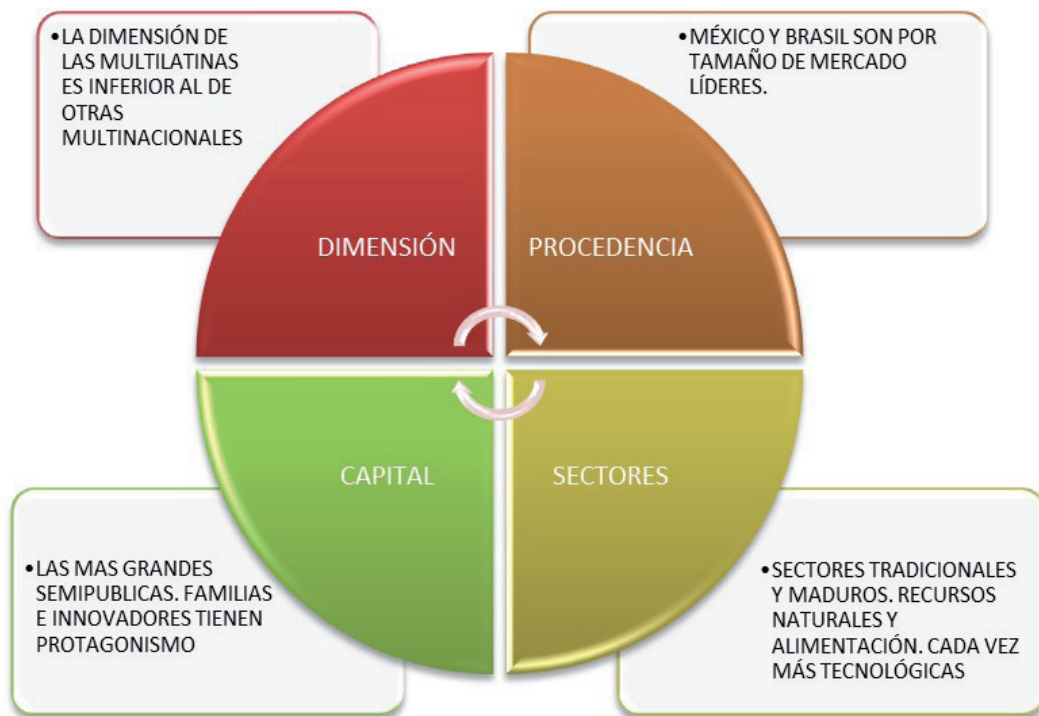 •LA DIMENSIÓN DE
LAS MULTILATINAS
ES INFERIOR AL DE
OTRAS
MULTINACIONALES
•MÉXICO Y BRASIL SON POR
TAMAÑO DE MERCADO
LÍDERES.
DIMENSIÓN
PROCEDENCIA
CAPITAL
SECTORES
•LAS MAS GRANDES
SEMIPUBLICAS. FAMILIAS
E INNOVADORES TIENEN
PROTAGONISMO
•SECTORES TRADICIONALES
Y MADUROS. RECURSOS
NATURALES Y
ALIMENTACIÓN. CADA VEZ
MÁS TECNOLÓGICAS